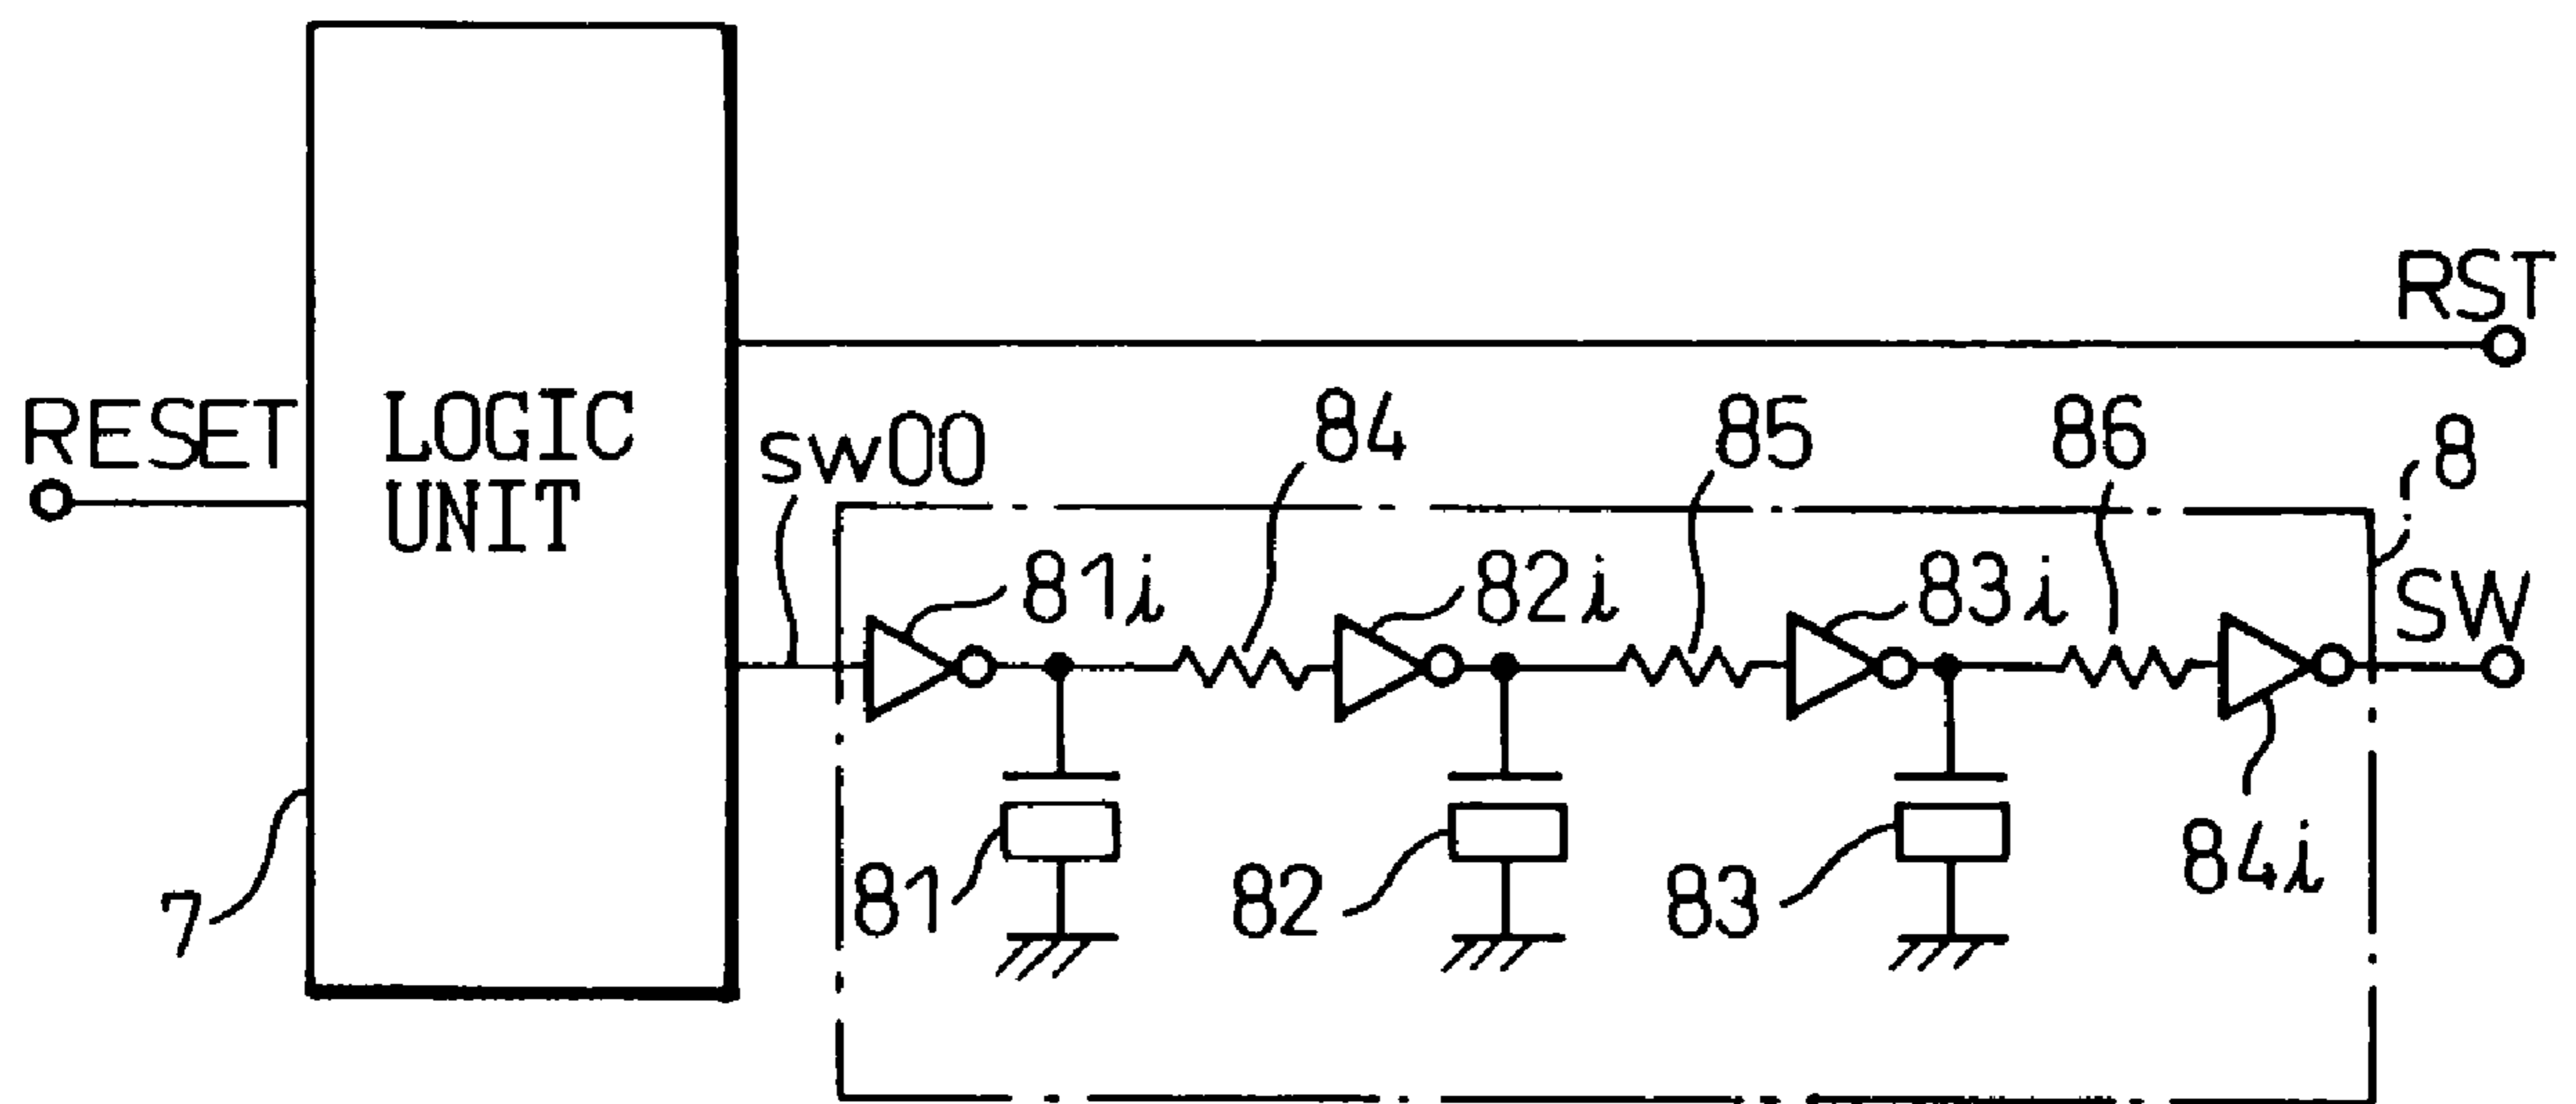 RST
RESET
LOGIC
UNIT
sw00
84
85
86
8
81i
82i
83i
SW
7
81
82
83
84i